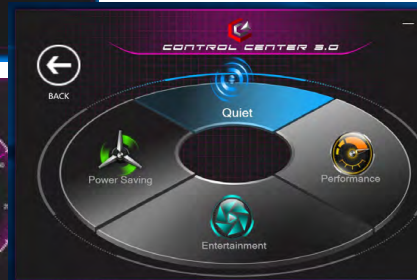 CONTROL CENTER 3.0
BACK
Quiet
Power Saving
Performance
Entertainment